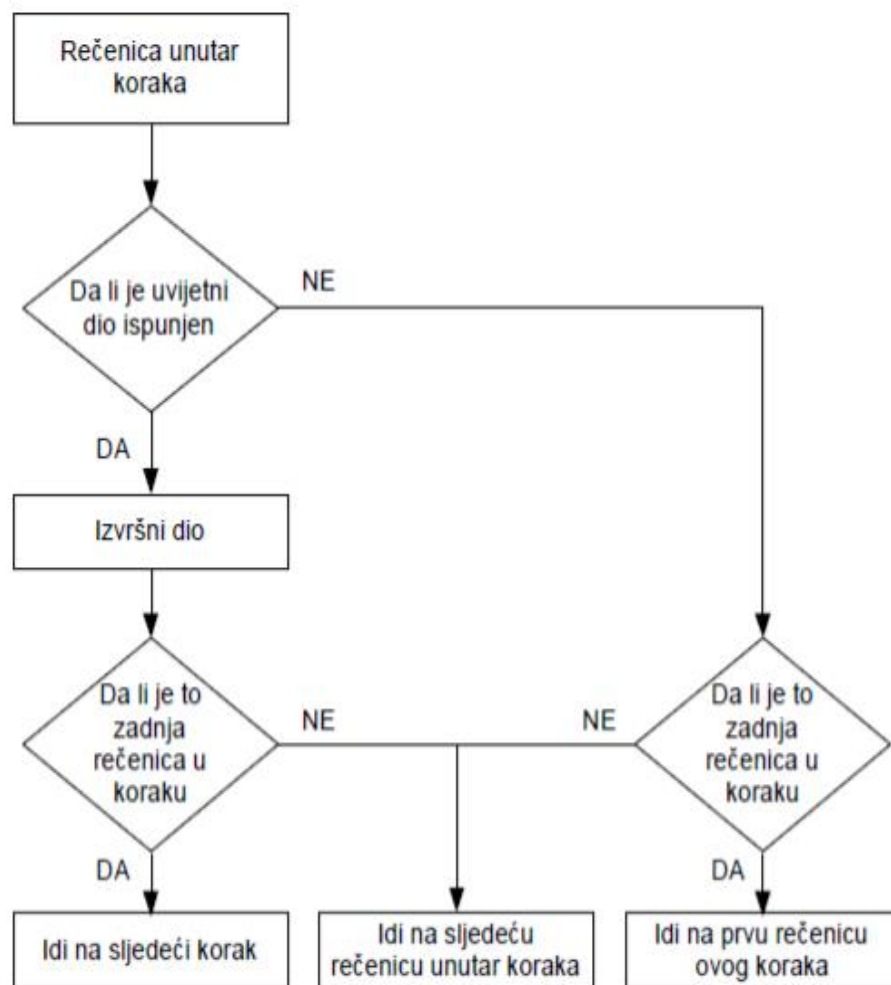 Rečenica unutar
koraka
Da li je uvijetni
dio ispunjen
NE
DA
Izvršni dio
Da li je to
zadnja
rečenica u
koraku
NE
NE
Da li je to
zadnja
rečenica u
koraku
DA
DA
Idi na sljedeći korak
Idi na sljedeću
rečenicu unutar koraka
Idi na prvu rečenicu
ovog koraka